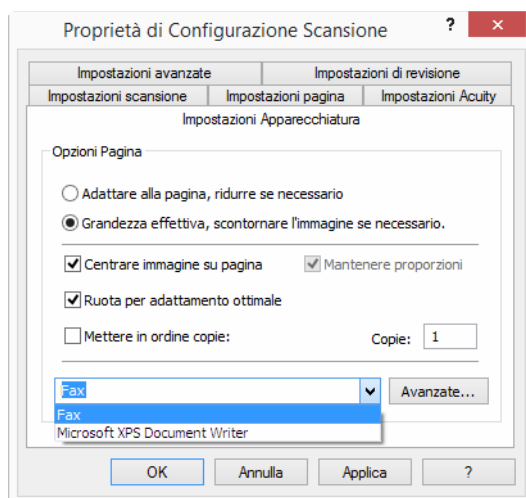 Proprietà di Configurazione Scansione ? ×
Impostazioni avanzate Impostazioni di revisione
Impostazioni scansione Impostazioni pagina Impostazioni Acuity
Impostazioni Apparecchiatura
Opzioni Pagina
Adattare alla pagina, ridurre se necessario
Grandezza effettiva, scontornare l'immagine se necessario.
Centrare immagine su pagina Mantenere proporzioni
Ruota per adattamento ottimale
Mettere in ordine copie: Copie: 1
Fax Avanzate...
Fax
Microsoft XPS Document Writer
OK Annulla Applica ?